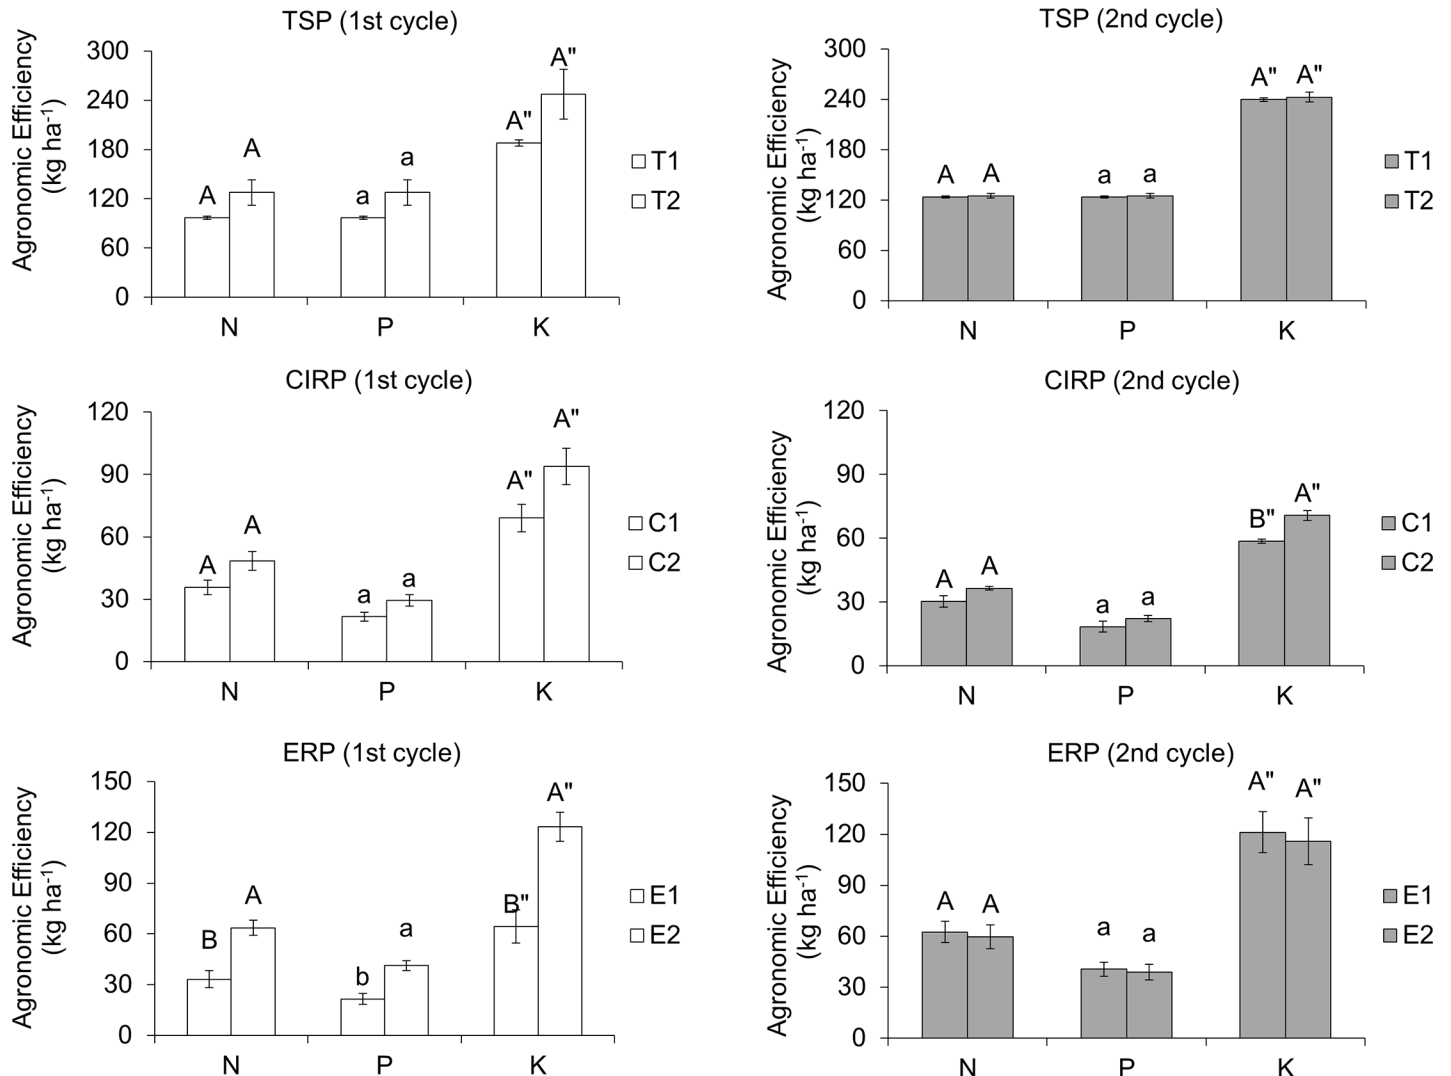 TSP (1st cycle)
Agronomic Efficiency
(kg ha-1)
300
240
180
120
60
0
A
A
a
a
A"
A"
N
P
K
T1
T2
TSP (2nd cycle)
Agronomic Efficiency
(kg ha-1)
300
240
180
120
60
0
A
A
a
a
A"
A"
N
P
K
T1
T2
CIRP (1st cycle)
Agronomic Efficiency
(kg ha-1)
120
90
60
30
0
A
A
a
a
A"
A"
N
P
K
C1
C2
CIRP (2nd cycle)
Agronomic Efficiency
(kg ha-1)
120
90
60
30
0
A
A
a
a
B"
A"
N
P
K
C1
C2
ERP (1st cycle)
Agronomic Efficiency
(kg ha-1)
150
120
90
60
30
0
B
A
b
a
B"
A"
N
P
K
E1
E2
ERP (2nd cycle)
Agronomic Efficiency
(kg ha-1)
150
120
90
60
30
0
A
A
a
a
A"
A"
N
P
K
E1
E2